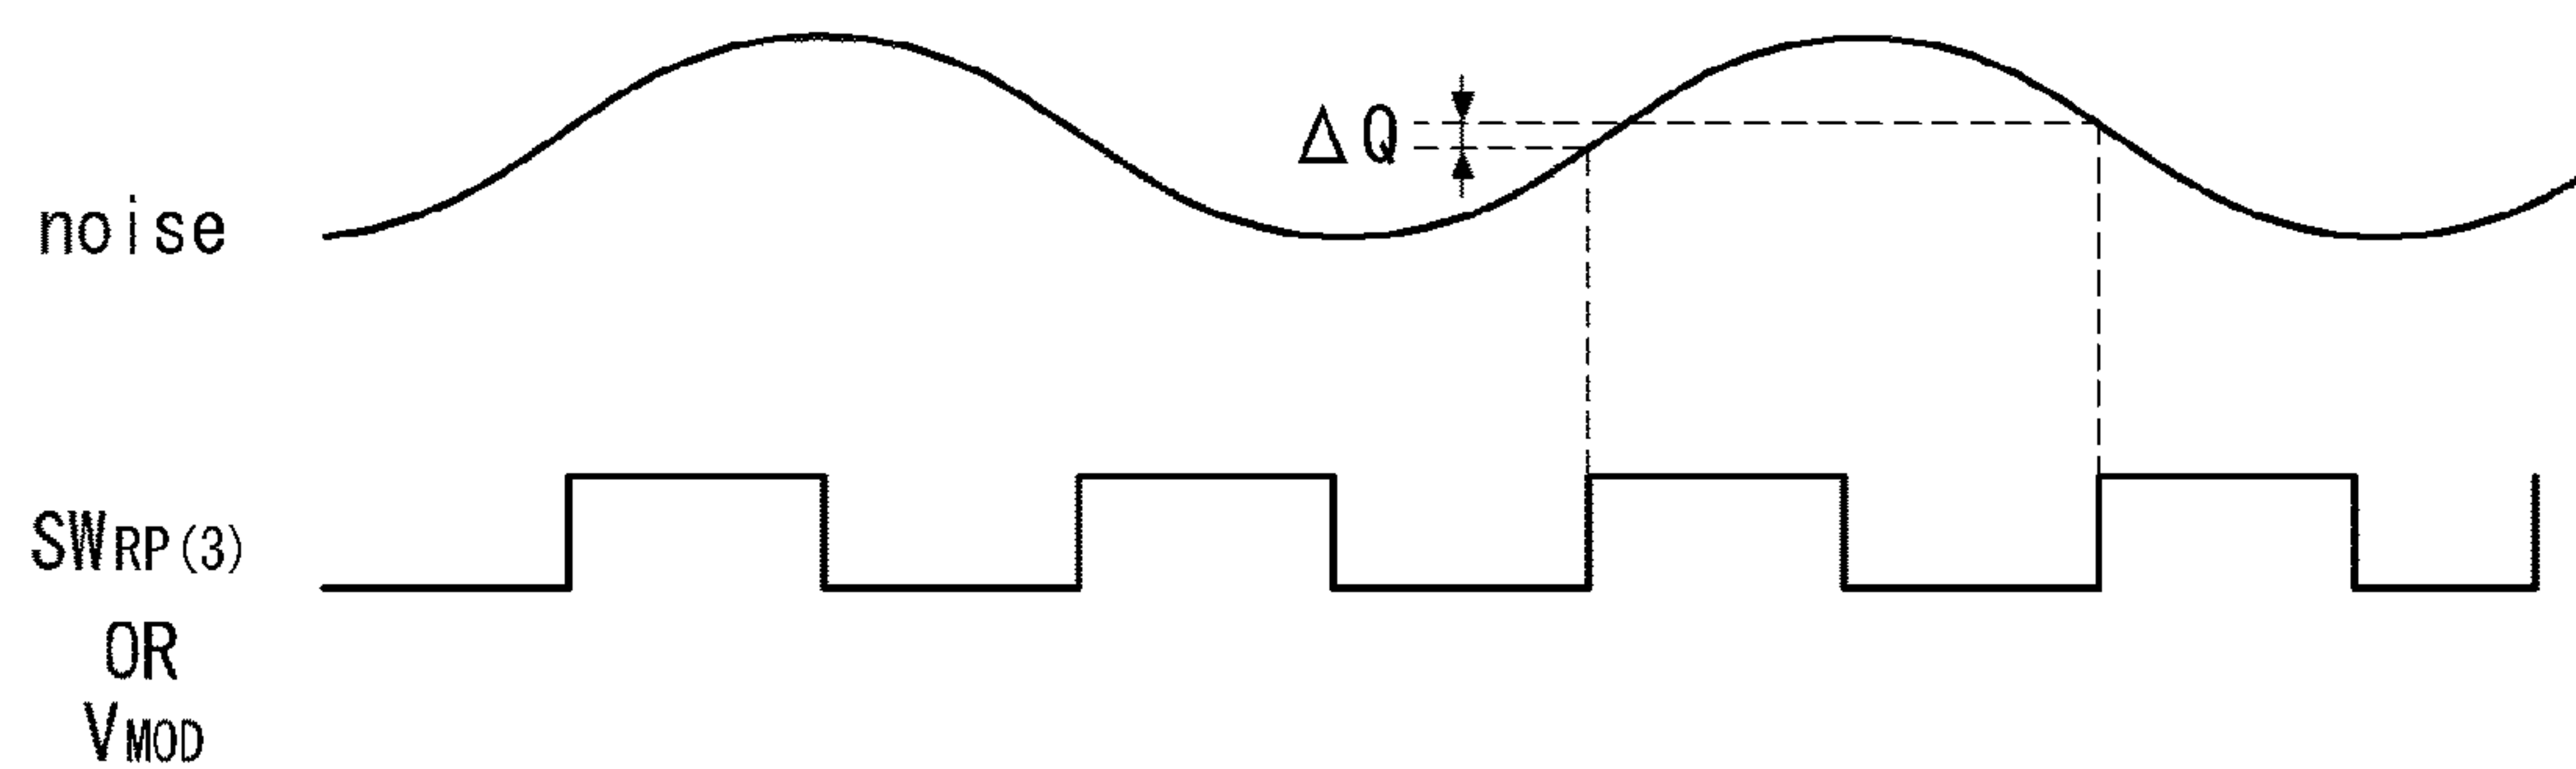 ΔQ
noise
SWRP(3)
OR
VMOD